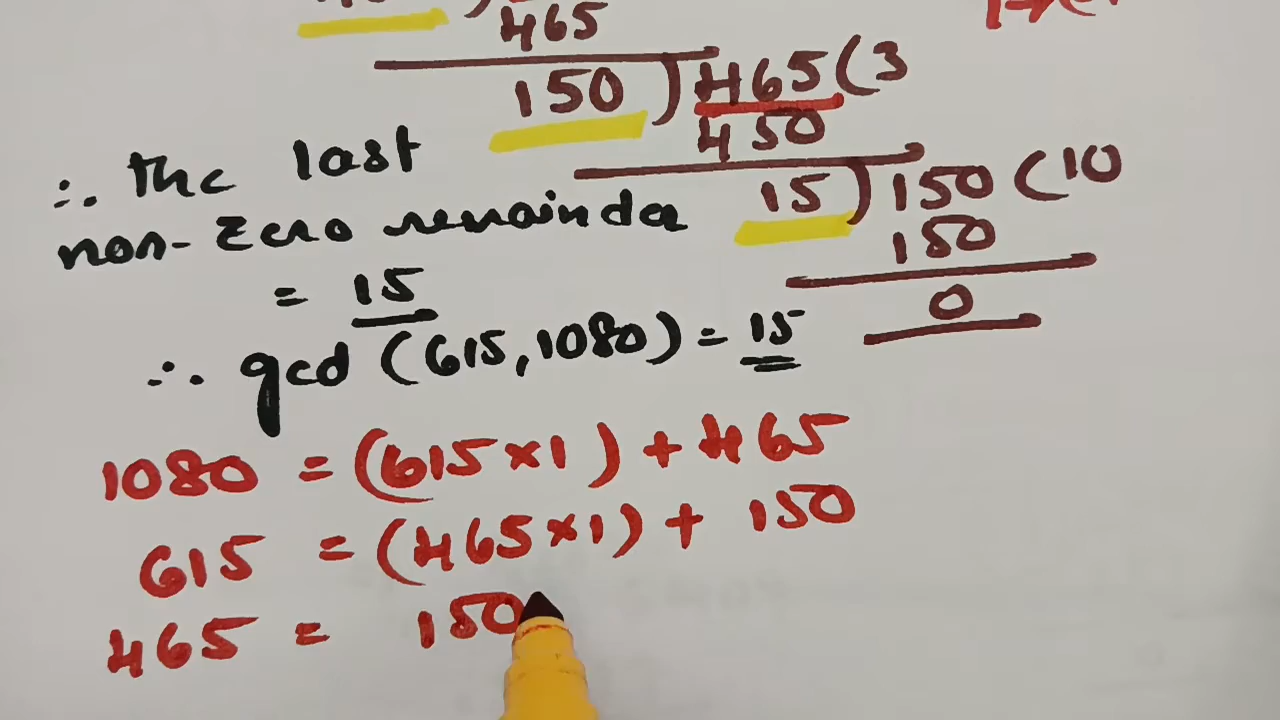 465
150 ) 465 ( 3
450
15 ) 150 ( 10
150
0
∴ The last
non-zero remainder
= 15
∴ gcd (615, 1080) = 15
1080 = (615 × 1) + 465
615 = (465 × 1) + 150
465 = 150